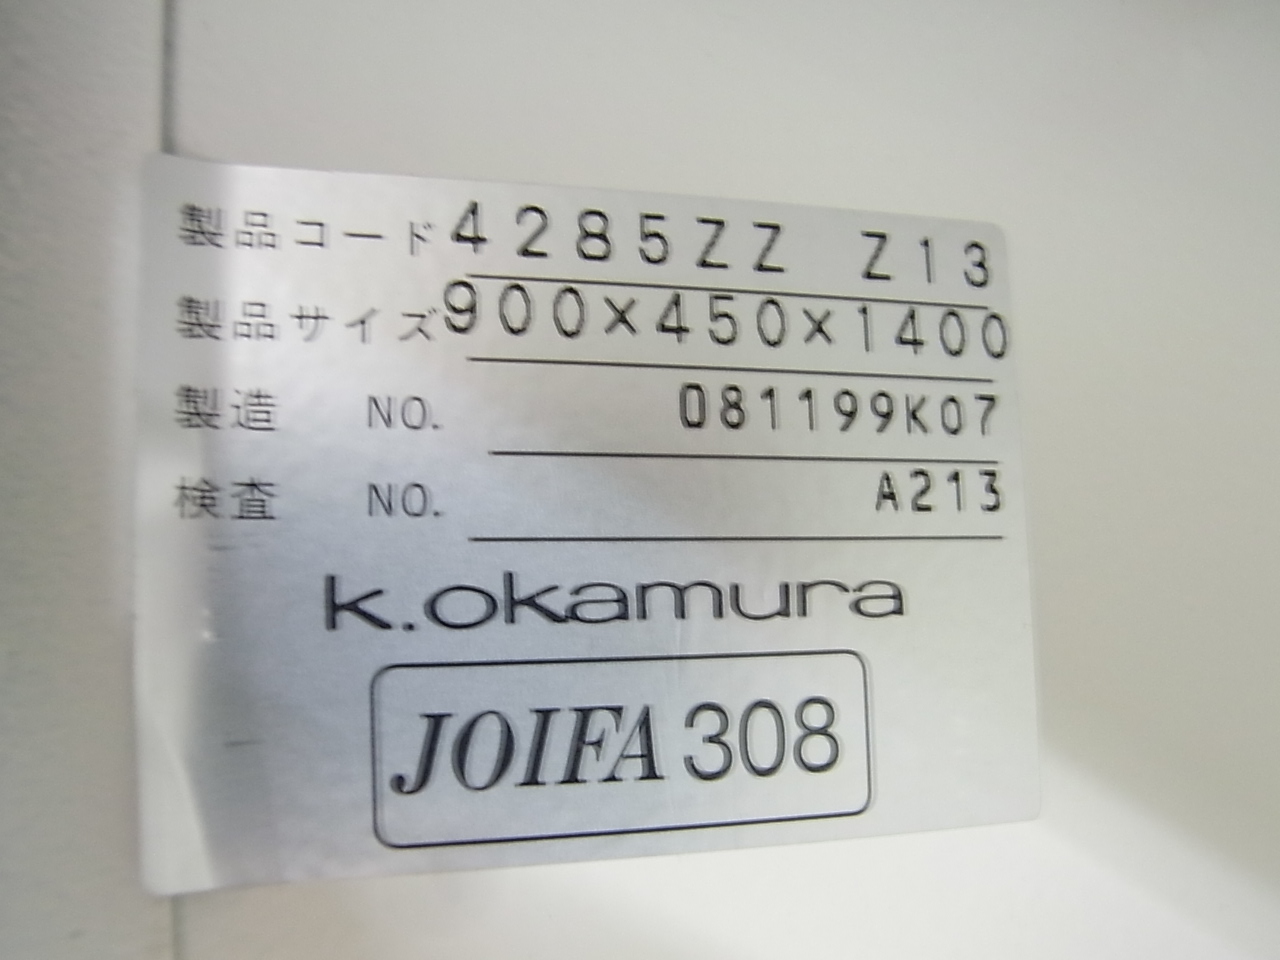 製品コード 4285ZZ Z13
製品サイズ 900×450×1400
製造 NO. 081199K07
検査 NO. A213
k.okamura
JOIFA 308